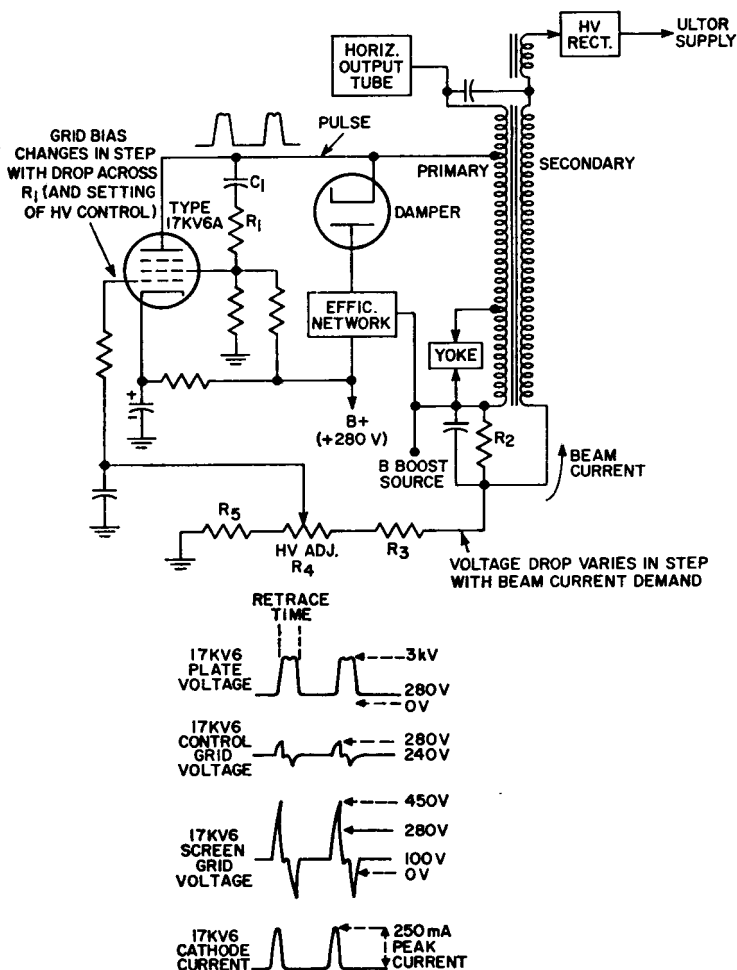 HV
RECT.
ULTOR
SUPPLY
HORIZ.
OUTPUT
TUBE
PULSE
PRIMARY
SECONDARY
GRID BIAS
CHANGES IN STEP
WITH DROP ACROSS
R1 (AND SETTING
OF HV CONTROL)
TYPE
17KV6A
C1
R1
DAMPER
EFFIC.
NETWORK
YOKE
+
-
B+
(+280 V)
B BOOST
SOURCE
R2
BEAM
CURRENT
R5
HV ADJ.
R4
R3
VOLTAGE DROP VARIES IN STEP
WITH BEAM CURRENT DEMAND
RETRACE
TIME
17KV6
PLATE
VOLTAGE
3kV
280V
0V
17KV6
CONTROL
GRID
VOLTAGE
280V
240V
17KV6
SCREEN
GRID
VOLTAGE
450V
280V
100V
0V
17KV6
CATHODE
CURRENT
250mA
PEAK
CURRENT